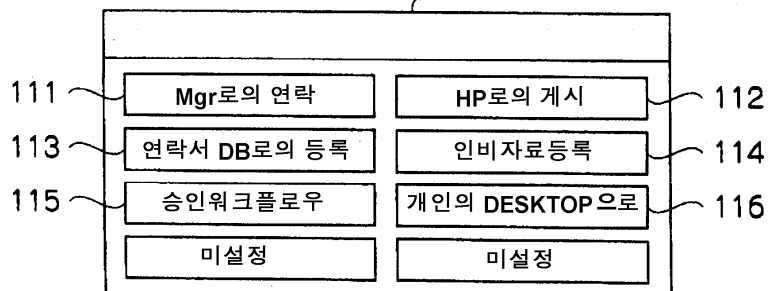 111 Mgr로의 연락 HP로의 게시 112
113 연락서 DB로의 등록 인비자료등록 114
115 승인워크플로우 개인의 DESKTOP으로 116
미설정 미설정